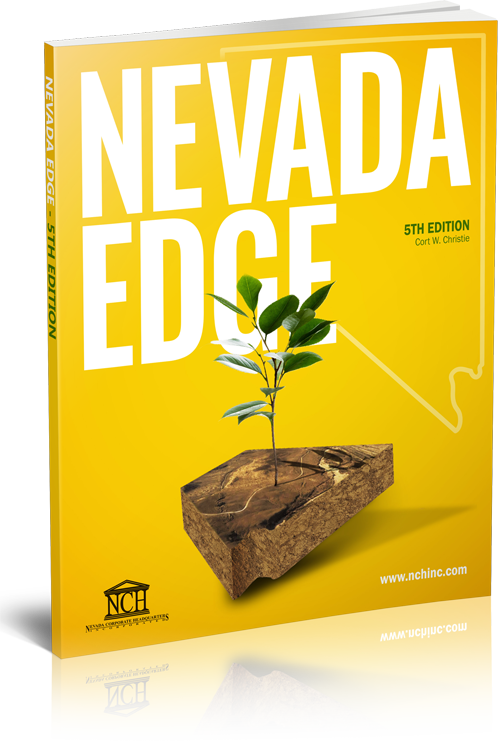 NEVADA
EDGE
5TH EDITION
Cort W. Christie
NEVADA EDGE - 5TH EDITION
www.nchinc.com
NCH
NEVADA CORPORATE HEADQUARTERS